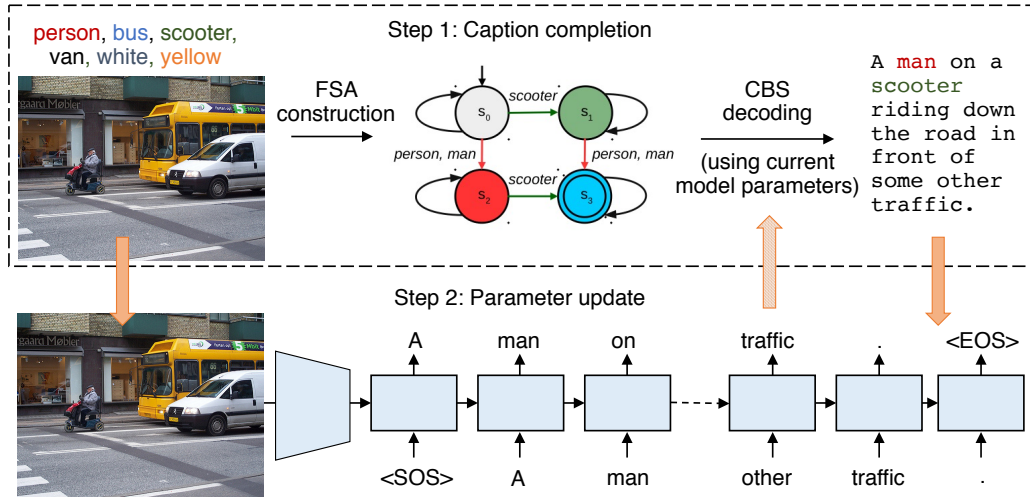 person, bus, scooter,
van, white, yellow
Step 1: Caption completion
FSA
construction
s0
scooter
s1
person, man
person, man
s2
scooter
s3
CBS
decoding
(using current
model parameters)
A man on a
scooter
riding down
the road in
front of
some other
traffic.
Step 2: Parameter update
A
man
on
traffic
.
<EOS>
<SOS>
A
man
other
traffic
.